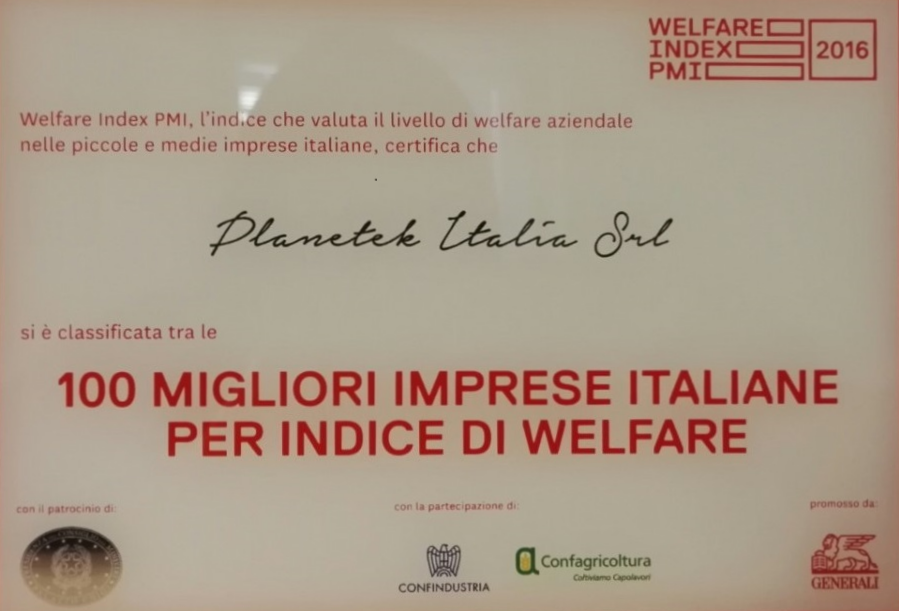 WELFARE
INDEX
PMI
2016
Welfare Index PMI, l'indice che valuta il livello di welfare aziendale
nelle piccole e medie imprese italiane, certifica che
Planetek Italia Srl
si è classificata tra le
100 MIGLIORI IMPRESE ITALIANE
PER INDICE DI WELFARE
con il patrocinio di:
con la partecipazione di:
promosso da:
CONFINDUSTRIA
Confagricoltura
Coltiviamo Capolavori
GENERALI